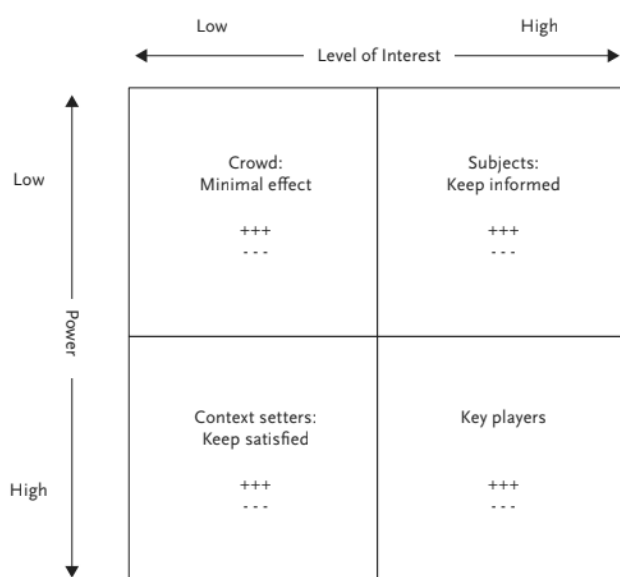 Low
High
Level of Interest
Low
Crowd:
Minimal effect
+++
- - -
Subjects:
Keep informed
+++
- - -
Power
Context setters:
Keep satisfied
+++
- - -
Key players
+++
- - -
High